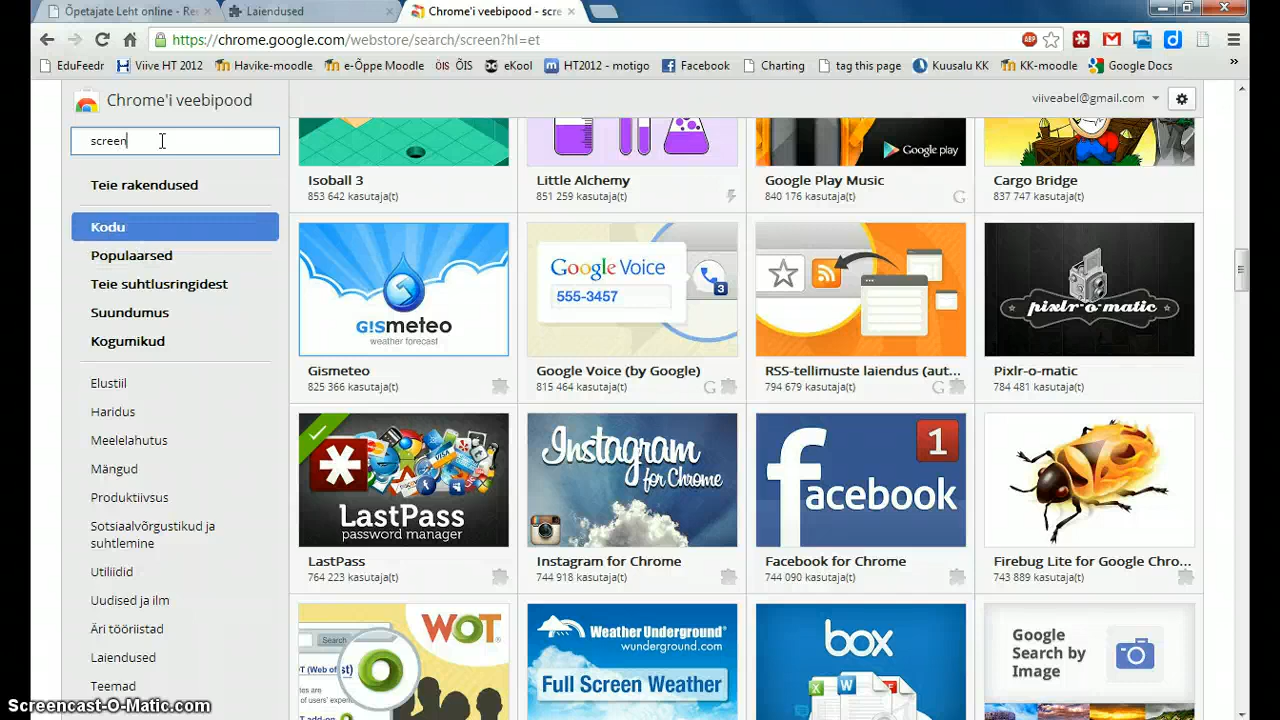 Õpetajate Leht online - Re
Laiendused
Chrome'i veebipood - scre
https://chrome.google.com/webstore/search/screen?hl=et
ABP
EduFeedr
Viive HT 2012
Havike-moodle
e-Õppe Moodle
ÕIS
eKool
HT2012 - motigo
Facebook
Charting
tag this page
Kuusalu KK
KK-moodle
Google Docs
Chrome'i veebipood
viiveabel@gmail.com
screen
Teie rakendused
Kodu
Populaarsed
Teie suhtlusringidest
Suundumus
Kogumikud
Elustiil
Haridus
Meelelahutus
Mängud
Produktiivsus
Sotsiaalvõrgustikud ja
suhtlemine
Utiliidid
Uudised ja ilm
Äri tööriistad
Laiendused
Teemad
Google play
Isoball 3
853 642 kasutaja(t)
Little Alchemy
851 259 kasutaja(t)
Google Play Music
840 176 kasutaja(t)
Cargo Bridge
837 747 kasutaja(t)
GISMETEO
weather forecast
Gismeteo
825 366 kasutaja(t)
Google Voice
555-3457
3
Google Voice (by Google)
815 464 kasutaja(t)
RSS-tellimuste laiendus (aut...
794 679 kasutaja(t)
pixlr-o-matic
Pixlr-o-matic
784 481 kasutaja(t)
LastPass
password manager
LastPass
764 223 kasutaja(t)
Instagram
for Chrome
Instagram for Chrome
744 918 kasutaja(t)
facebook
1
Facebook for Chrome
744 090 kasutaja(t)
Firebug Lite for Google Chro...
743 889 kasutaja(t)
Search
WOT
Weather Underground
wunderground.com
Full Screen Weather
box
Google
Search by
Image
Screencast-O-Matic.com